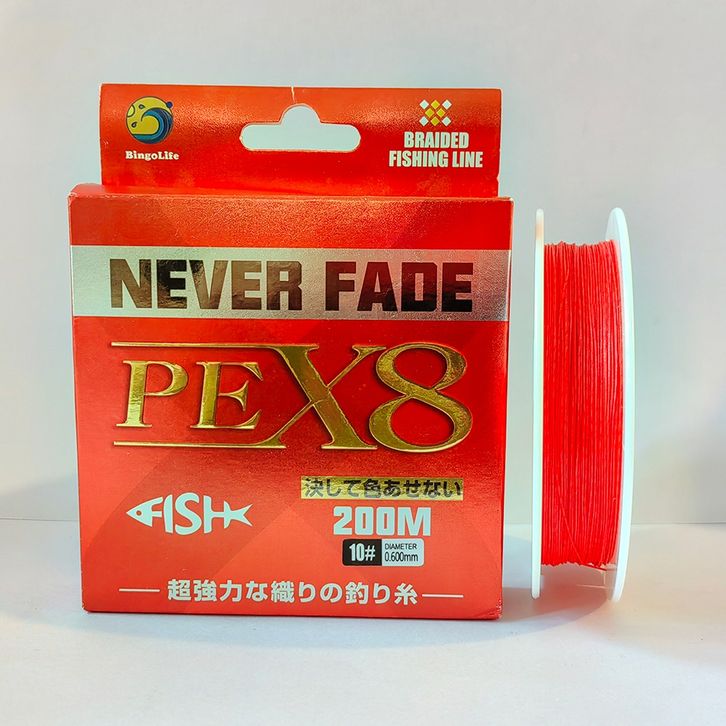 BingoLife
BRAIDED
FISHING LINE
NEVER FADE
PEX8
決して色あせない
FISH
200M
10# DIAMETER 0.600mm
超強力な織りの釣り糸